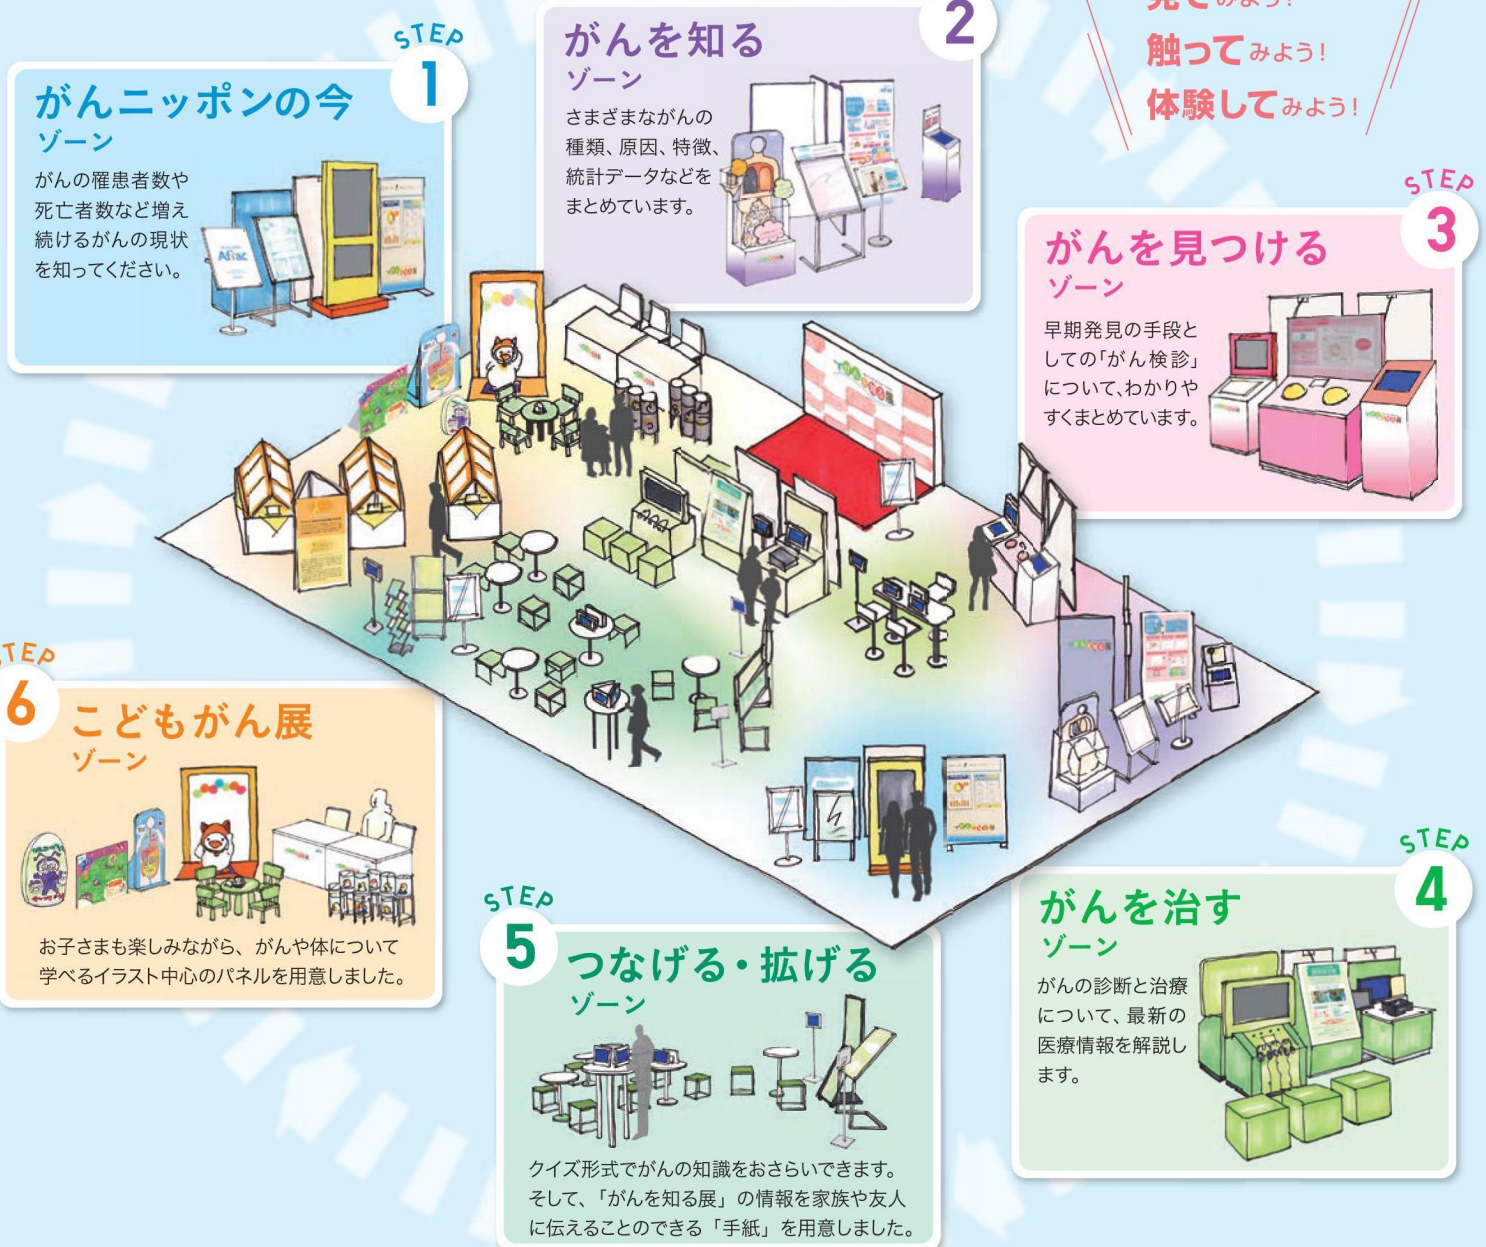 STEP
1
がんニッポンの今
ゾーン
がんの罹患者数や
死亡者数など増え
続けるがんの現状
を知ってください。
Aflac
2
がんを知る
ゾーン
さまざまながんの
種類、原因、特徴、
統計データなどを
まとめています。
見てみよう!
触ってみよう!
体験してみよう!
STEP
3
がんを見つける
ゾーン
早期発見の手段と
しての「がん検診」
について、わかりや
すくまとめています。
STEP
4
がんを治す
ゾーン
がんの診断と治療
について、最新の
医療情報を解説し
ます。
STEP
5
つなげる・拡げる
ゾーン
クイズ形式でがんの知識をおさらいできます。
そして、「がんを知る展」の情報を家族や友人
に伝えることのできる「手紙」を用意しました。
STEP
6
こどもがん展
ゾーン
お子さまも楽しみながら、がんや体について
学べるイラスト中心のパネルを用意しました。